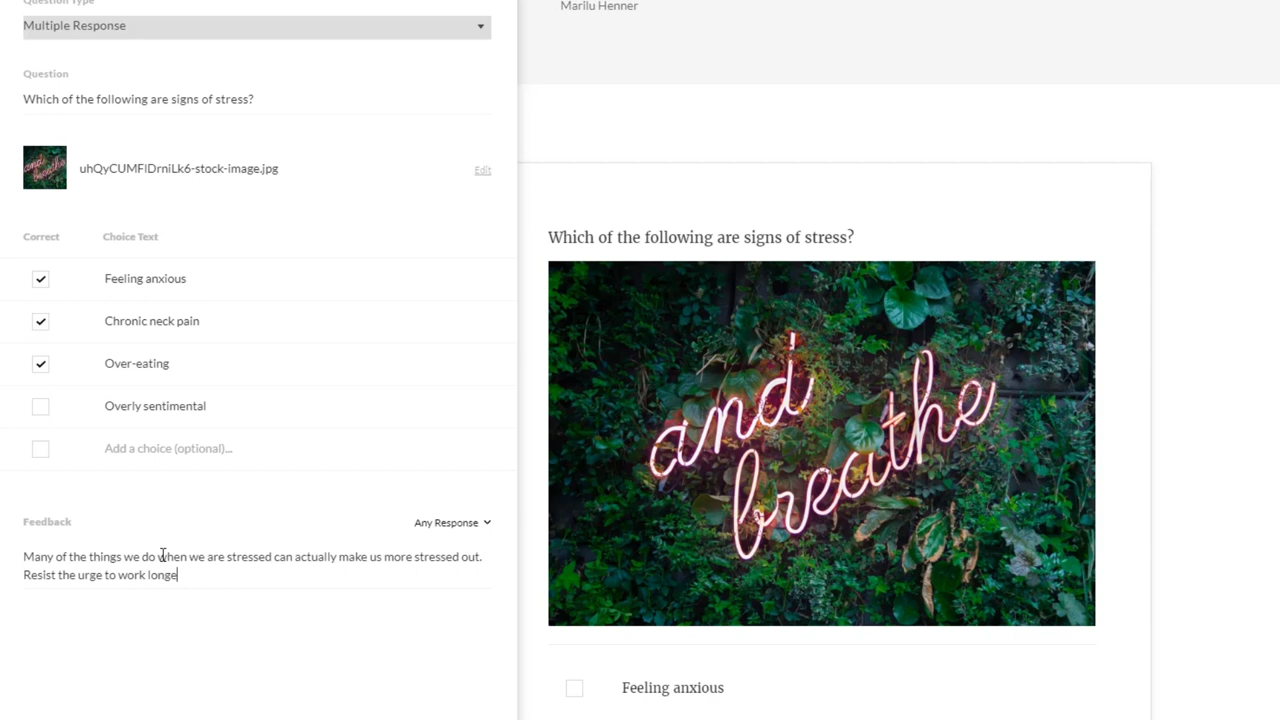 Question Type
Multiple Response
Question
Which of the following are signs of stress?
uhQyCUMFlDrniLk6-stock-image.jpg
Edit
Correct
Choice Text
Feeling anxious
Chronic neck pain
Over-eating
Overly sentimental
Add a choice (optional)...
Feedback
Any Response
Many of the things we do when we are stressed can actually make us more stressed out.
Resist the urge to work longe
Marilu Henner
Which of the following are signs of stress?
and
breathe
Feeling anxious